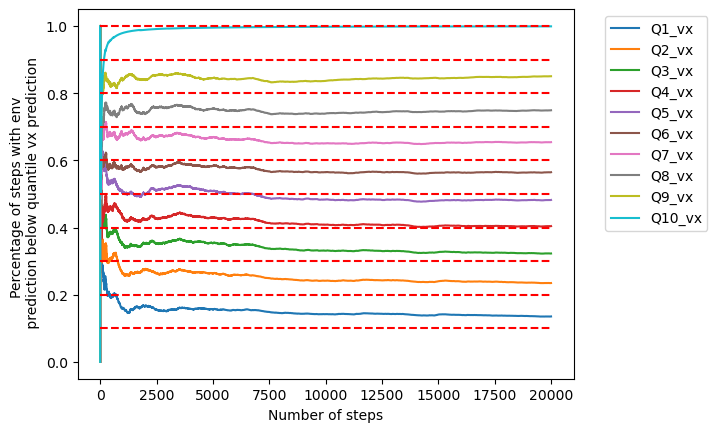 Percentage of steps with env
prediction below quantile vx prediction
1.0
0.8
0.6
0.4
0.2
0.0
0
2500
5000
7500
10000
12500
15000
17500
20000
Number of steps
Q1_vx
Q2_vx
Q3_vx
Q4_vx
Q5_vx
Q6_vx
Q7_vx
Q8_vx
Q9_vx
Q10_vx